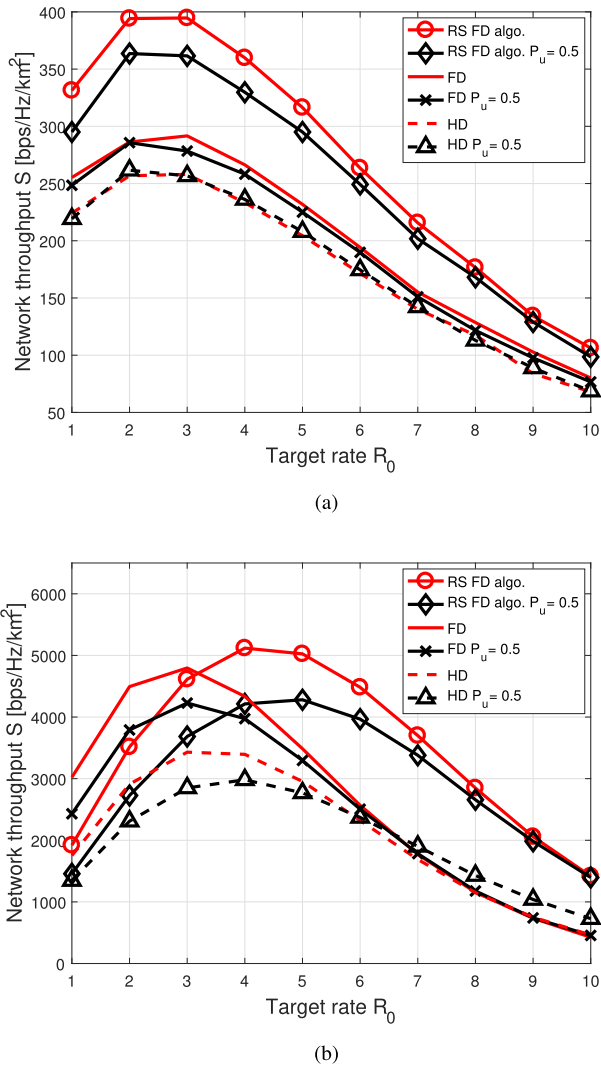 400
350
300
250
200
150
100
50
Network throughput S [bps/Hz/km²]
RS FD algo.
RS FD algo. Pᵤ= 0.5
FD
FD Pᵤ= 0.5
HD
HD Pᵤ= 0.5
1 2 3 4 5 6 7 8 9 10
Target rate R₀
(a)
6000
5000
4000
3000
2000
1000
0
Network throughput S [bps/Hz/km²]
RS FD algo.
RS FD algo. Pᵤ= 0.5
FD
FD Pᵤ= 0.5
HD
HD Pᵤ= 0.5
1 2 3 4 5 6 7 8 9 10
Target rate R₀
(b)